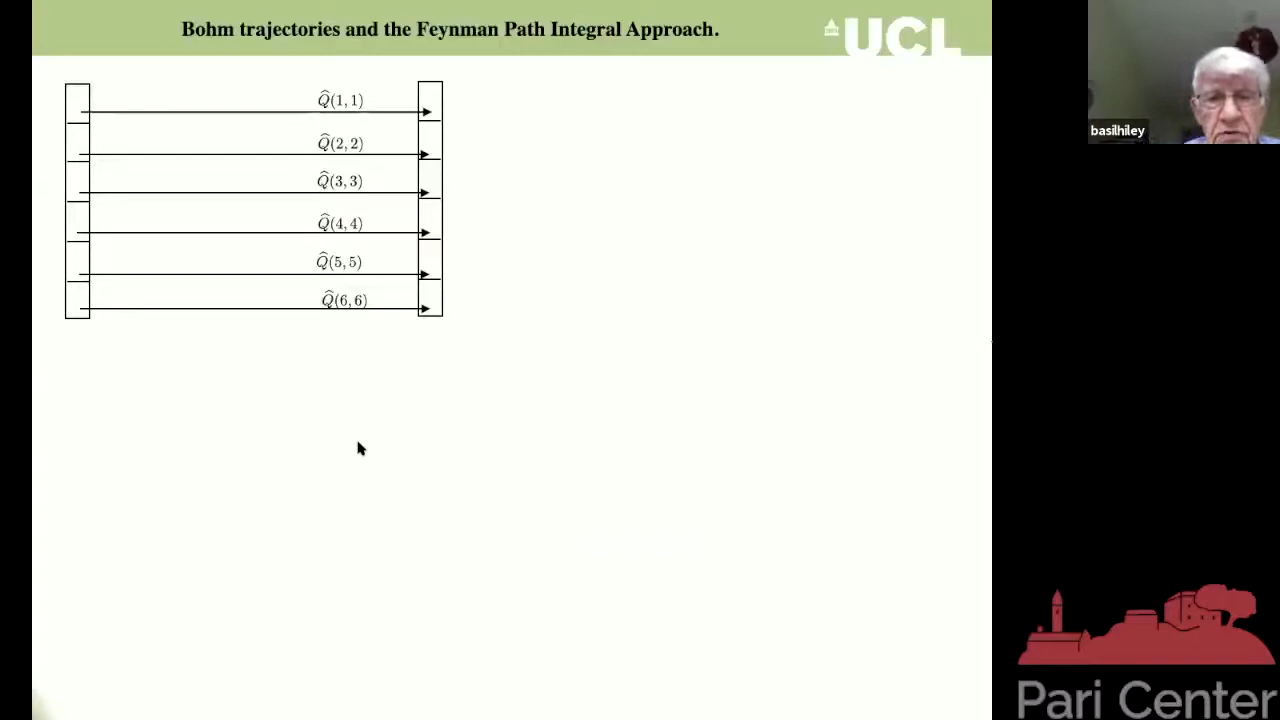 Bohm trajectories and the Feynman Path Integral Approach.
UCL
basilhiley
Q̂(1, 1)
Q̂(2, 2)
Q̂(3, 3)
Q̂(4, 4)
Q̂(5, 5)
Q̂(6, 6)
Pari Center